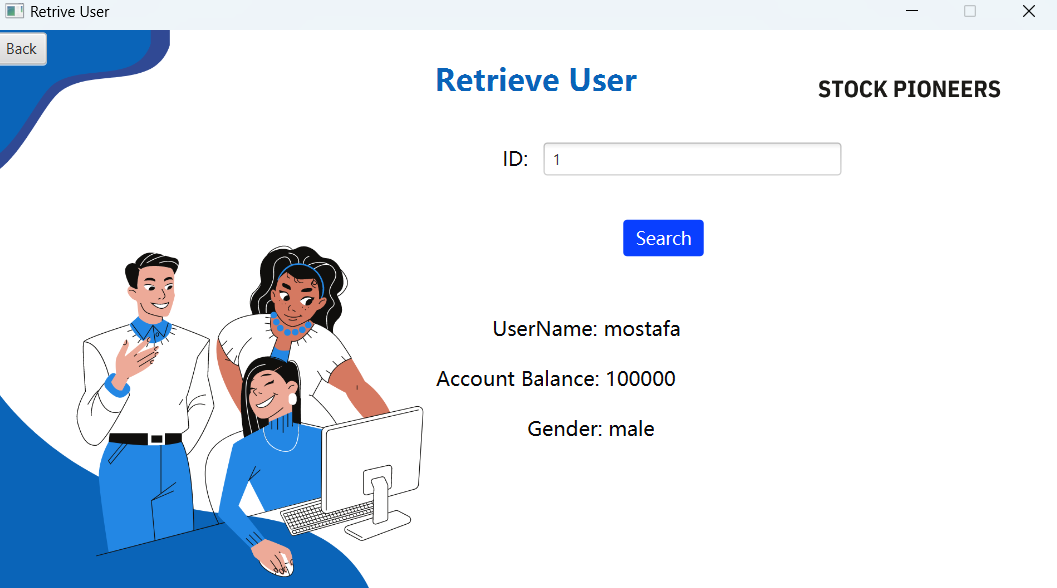 Retrive User
Back
Retrieve User
STOCK PIONEERS
ID: 1
Search
UserName: mostafa
Account Balance: 100000
Gender: male